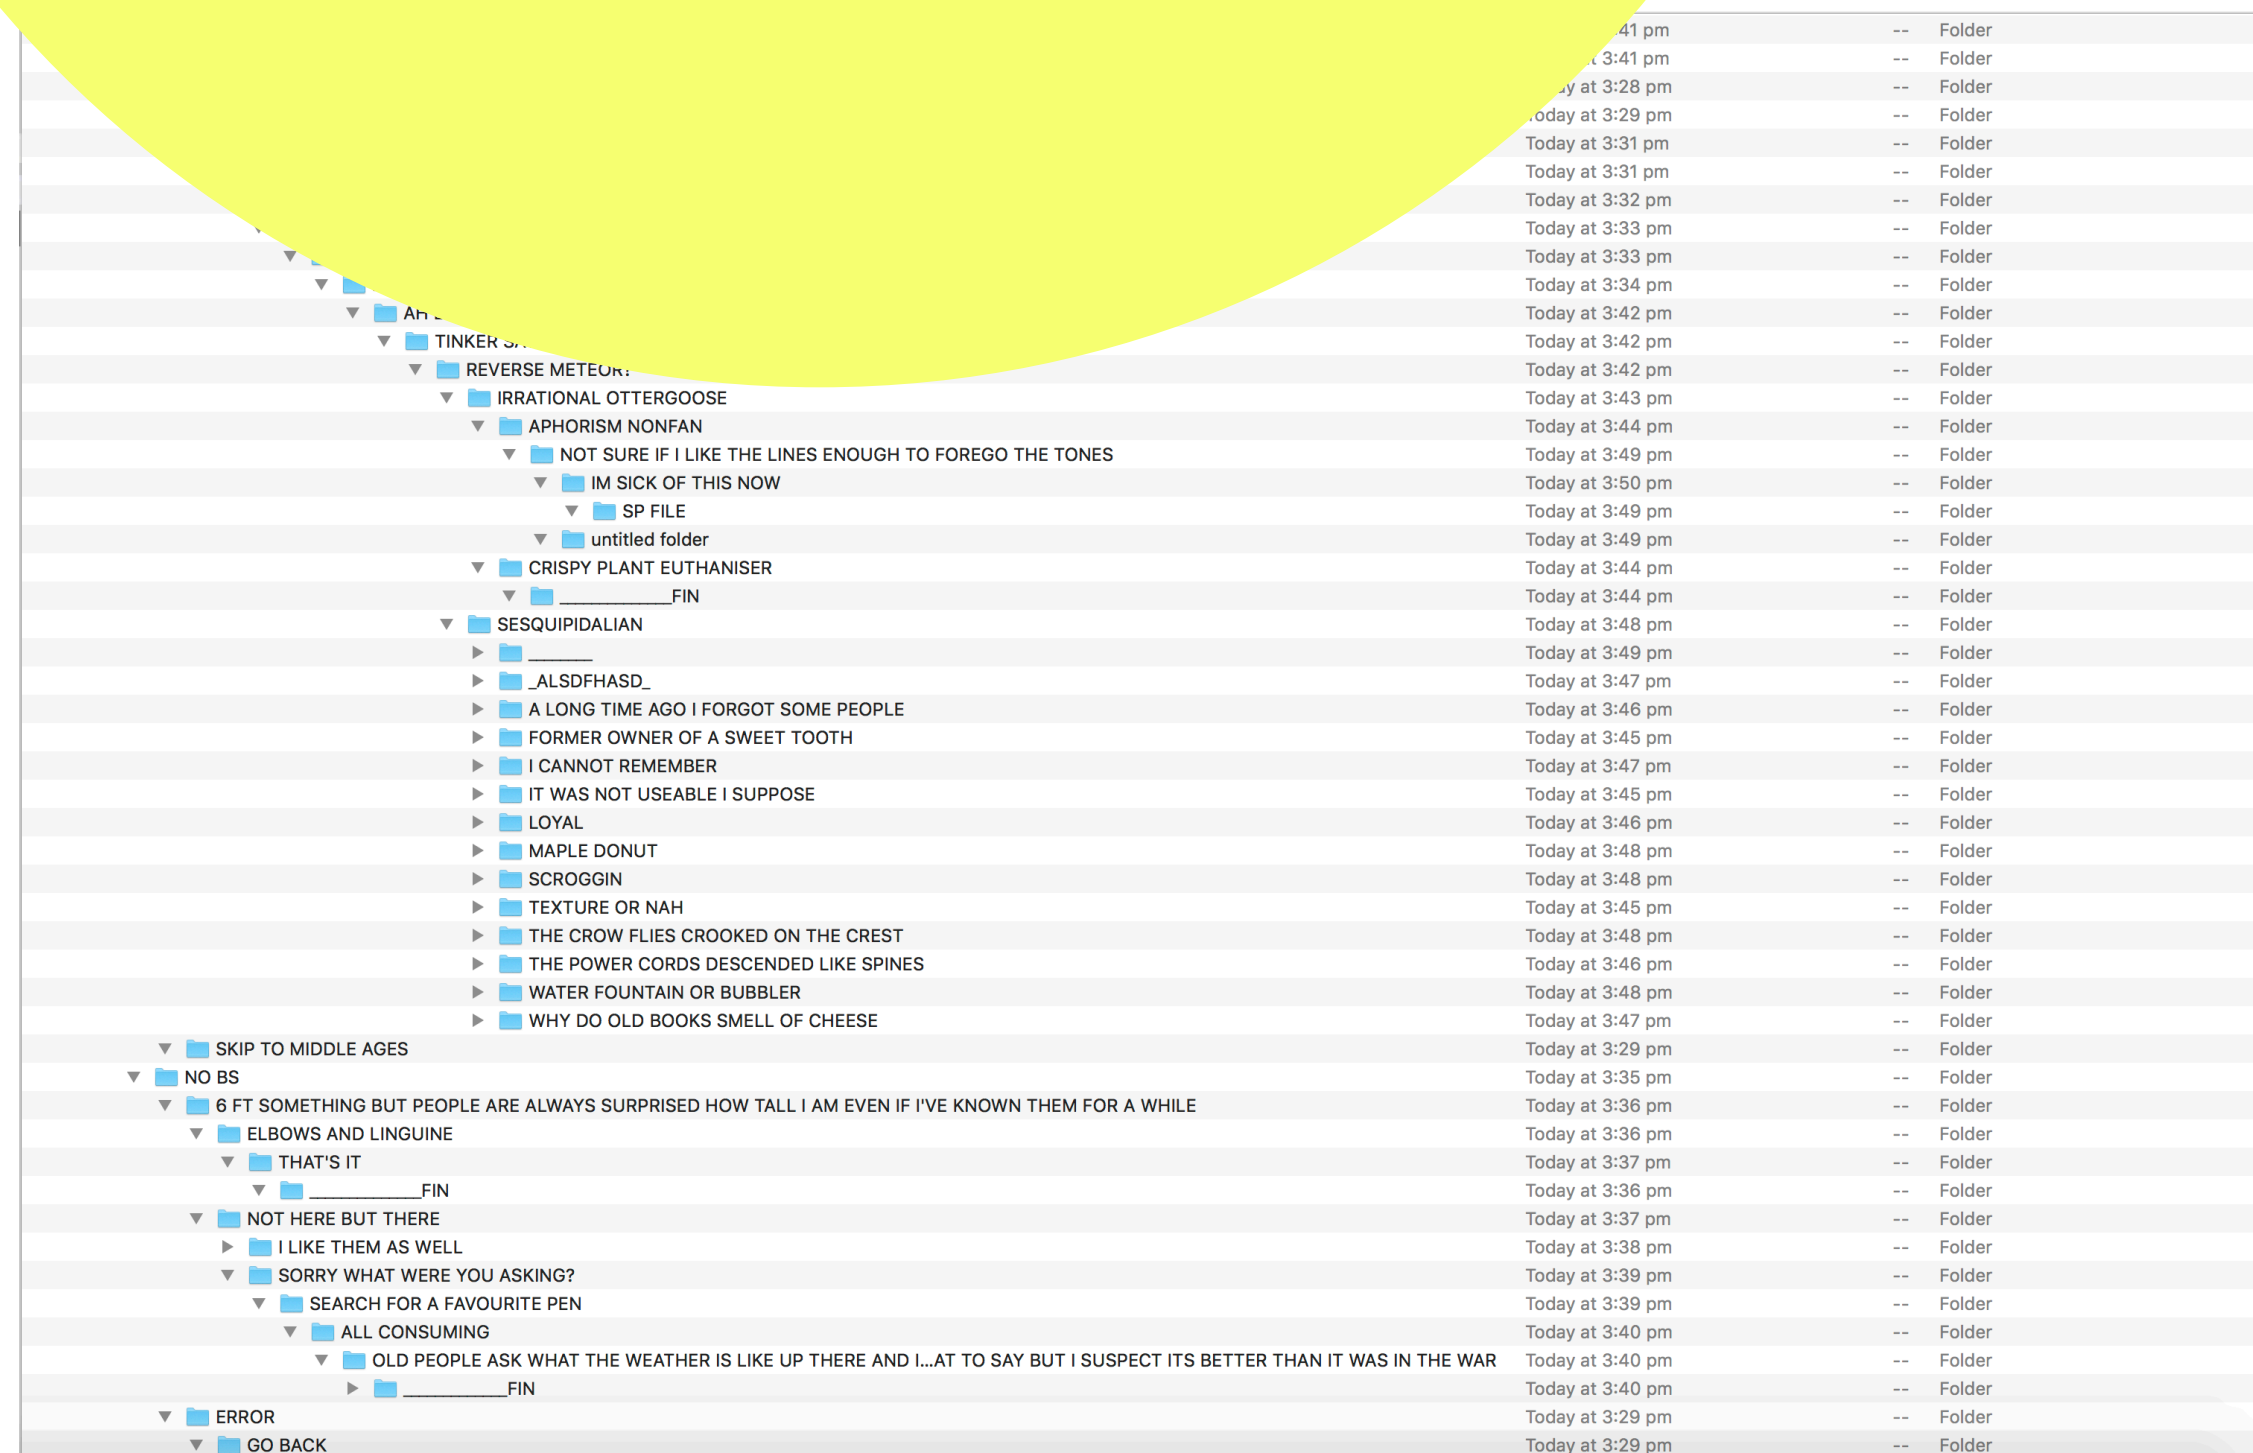 41 pm -- Folder
3:41 pm -- Folder
at 3:28 pm -- Folder
oday at 3:29 pm -- Folder
Today at 3:31 pm -- Folder
Today at 3:31 pm -- Folder
Today at 3:32 pm -- Folder
Today at 3:33 pm -- Folder
Today at 3:33 pm -- Folder
Today at 3:34 pm -- Folder
AH Today at 3:42 pm -- Folder
TINKER Today at 3:42 pm -- Folder
REVERSE METEOR? Today at 3:42 pm -- Folder
IRRATIONAL OTTERGOOSE Today at 3:43 pm -- Folder
APHORISM NONFAN Today at 3:44 pm -- Folder
NOT SURE IF I LIKE THE LINES ENOUGH TO FOREGO THE TONES Today at 3:49 pm -- Folder
IM SICK OF THIS NOW Today at 3:50 pm -- Folder
SP FILE Today at 3:49 pm -- Folder
untitled folder Today at 3:49 pm -- Folder
CRISPY PLANT EUTHANISER Today at 3:44 pm -- Folder
______________FIN Today at 3:44 pm -- Folder
SESQUIPIDALIAN Today at 3:48 pm -- Folder
________ Today at 3:49 pm -- Folder
_ALSDFHASD_ Today at 3:47 pm -- Folder
A LONG TIME AGO I FORGOT SOME PEOPLE Today at 3:46 pm -- Folder
FORMER OWNER OF A SWEET TOOTH Today at 3:45 pm -- Folder
I CANNOT REMEMBER Today at 3:47 pm -- Folder
IT WAS NOT USEABLE I SUPPOSE Today at 3:45 pm -- Folder
LOYAL Today at 3:46 pm -- Folder
MAPLE DONUT Today at 3:48 pm -- Folder
SCROGGIN Today at 3:48 pm -- Folder
TEXTURE OR NAH Today at 3:45 pm -- Folder
THE CROW FLIES CROOKED ON THE CREST Today at 3:48 pm -- Folder
THE POWER CORDS DESCENDED LIKE SPINES Today at 3:46 pm -- Folder
WATER FOUNTAIN OR BUBBLER Today at 3:48 pm -- Folder
WHY DO OLD BOOKS SMELL OF CHEESE Today at 3:47 pm -- Folder
SKIP TO MIDDLE AGES Today at 3:29 pm -- Folder
NO BS Today at 3:35 pm -- Folder
6 FT SOMETHING BUT PEOPLE ARE ALWAYS SURPRISED HOW TALL I AM EVEN IF I'VE KNOWN THEM FOR A WHILE Today at 3:36 pm -- Folder
ELBOWS AND LINGUINE Today at 3:36 pm -- Folder
THAT'S IT Today at 3:37 pm -- Folder
______________FIN Today at 3:36 pm -- Folder
NOT HERE BUT THERE Today at 3:37 pm -- Folder
I LIKE THEM AS WELL Today at 3:38 pm -- Folder
SORRY WHAT WERE YOU ASKING? Today at 3:39 pm -- Folder
SEARCH FOR A FAVOURITE PEN Today at 3:39 pm -- Folder
ALL CONSUMING Today at 3:40 pm -- Folder
OLD PEOPLE ASK WHAT THE WEATHER IS LIKE UP THERE AND I...AT TO SAY BUT I SUSPECT ITS BETTER THAN IT WAS IN THE WAR Today at 3:40 pm -- Folder
_____________FIN Today at 3:40 pm -- Folder
ERROR Today at 3:29 pm -- Folder
GO BACK Today at 3:29 pm -- Folder